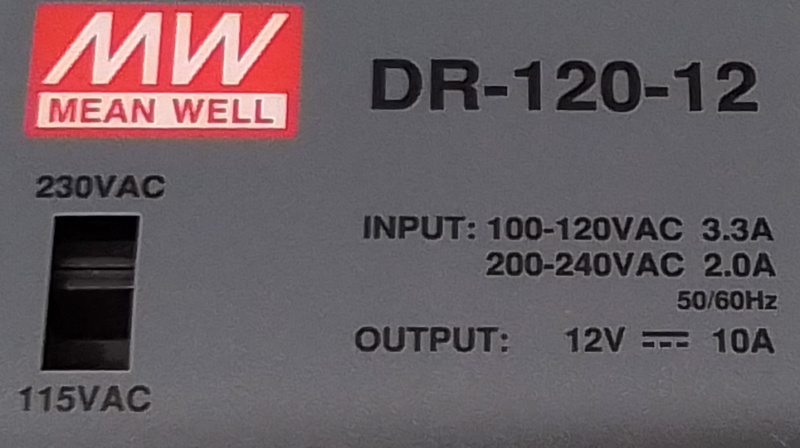 MW
MEAN WELL
DR-120-12
230VAC
115VAC
INPUT: 100-120VAC 3.3A
200-240VAC 2.0A
50/60Hz
OUTPUT: 12V ⎓ 10A